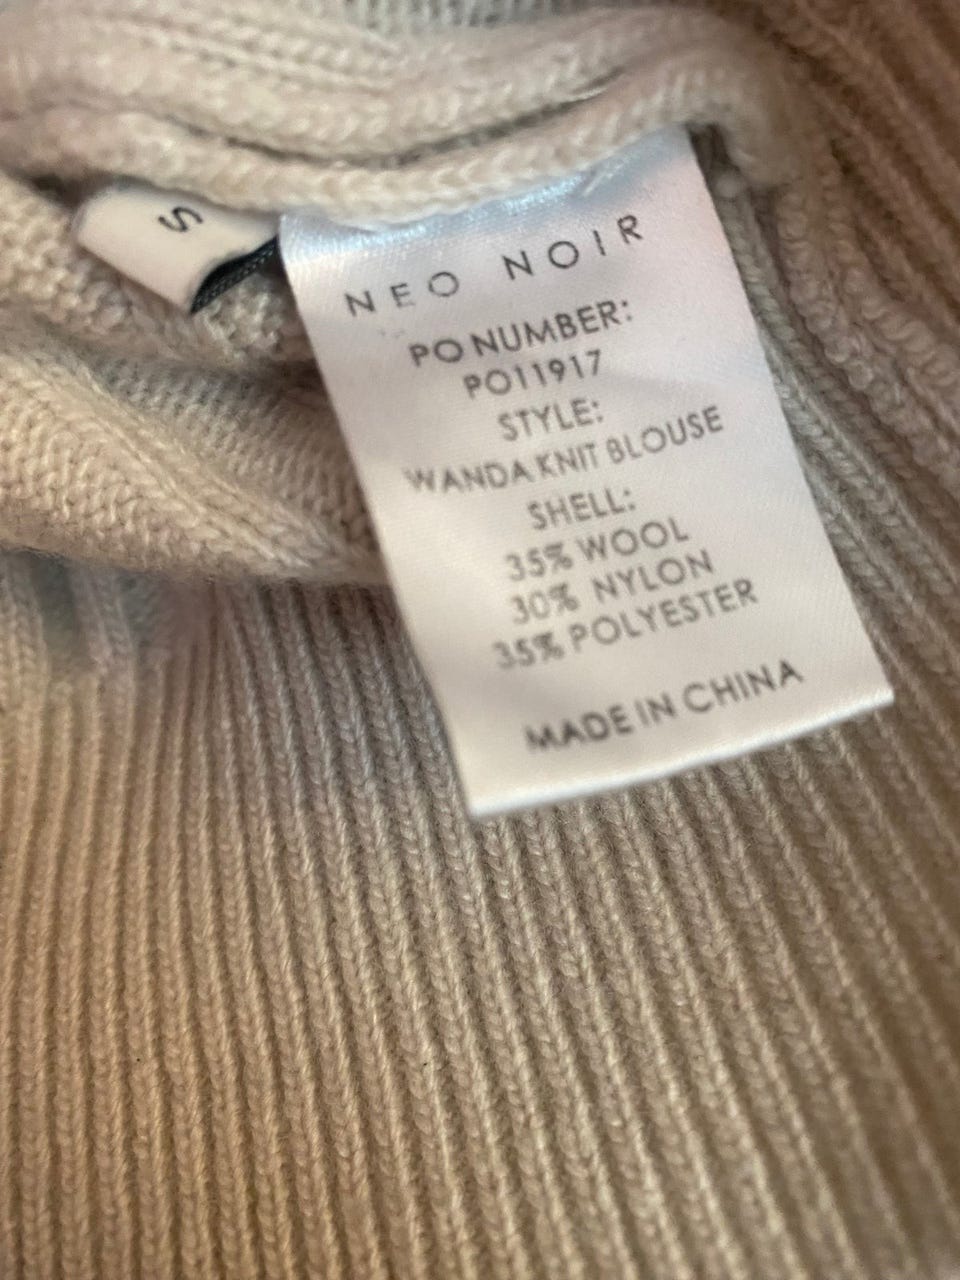 S
NEO NOIR
PO NUMBER:
PO11917
STYLE:
WANDA KNIT BLOUSE
SHELL:
35% WOOL
30% NYLON
35% POLYESTER
MADE IN CHINA